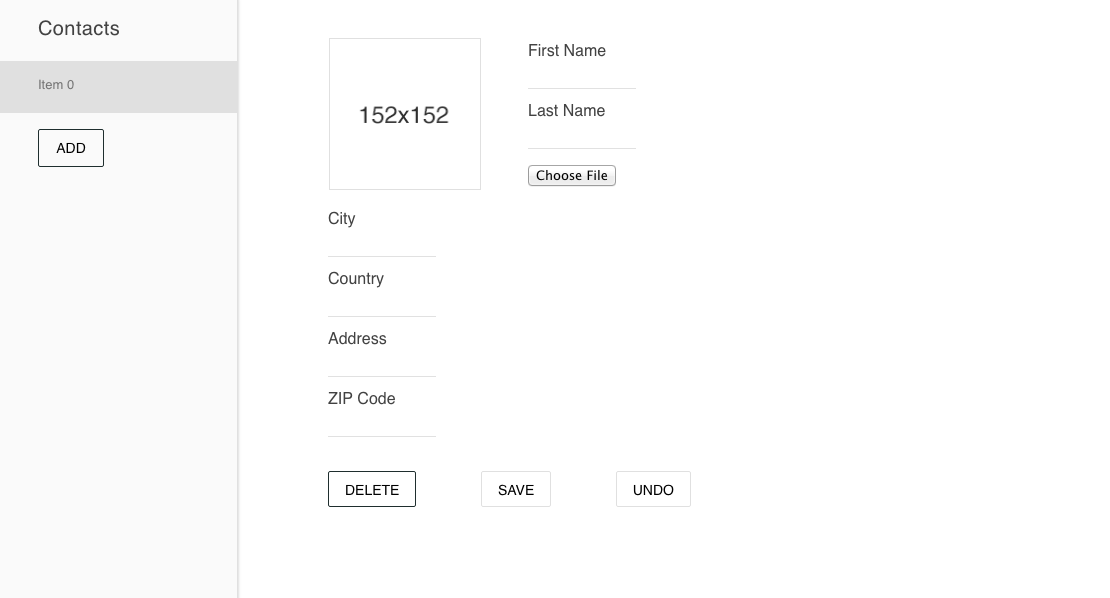 Contacts
Item 0
ADD
152x152
First Name
Last Name
Choose File
City
Country
Address
ZIP Code
DELETE SAVE UNDO